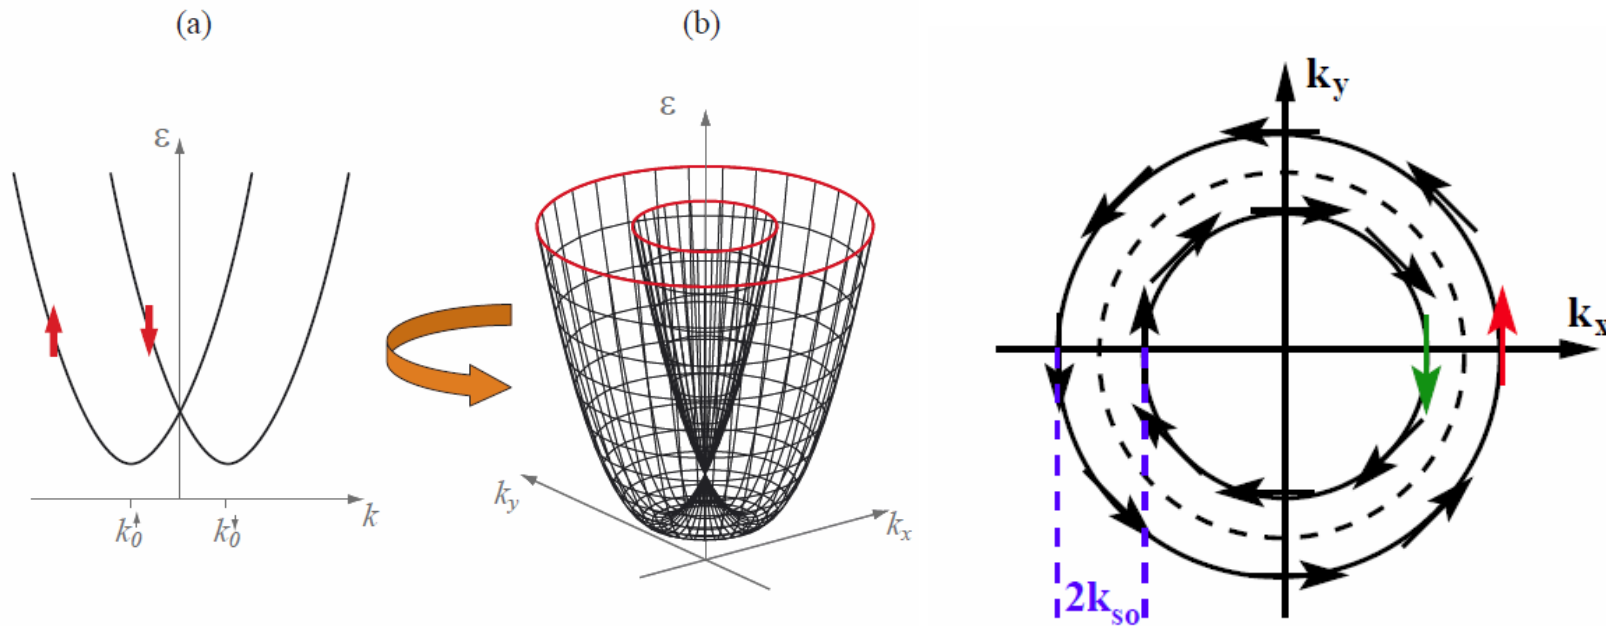 (a)
ε
k₀↑
k₀↓
k
(b)
ε
k_y
k_x
k_y
k_x
2k_so